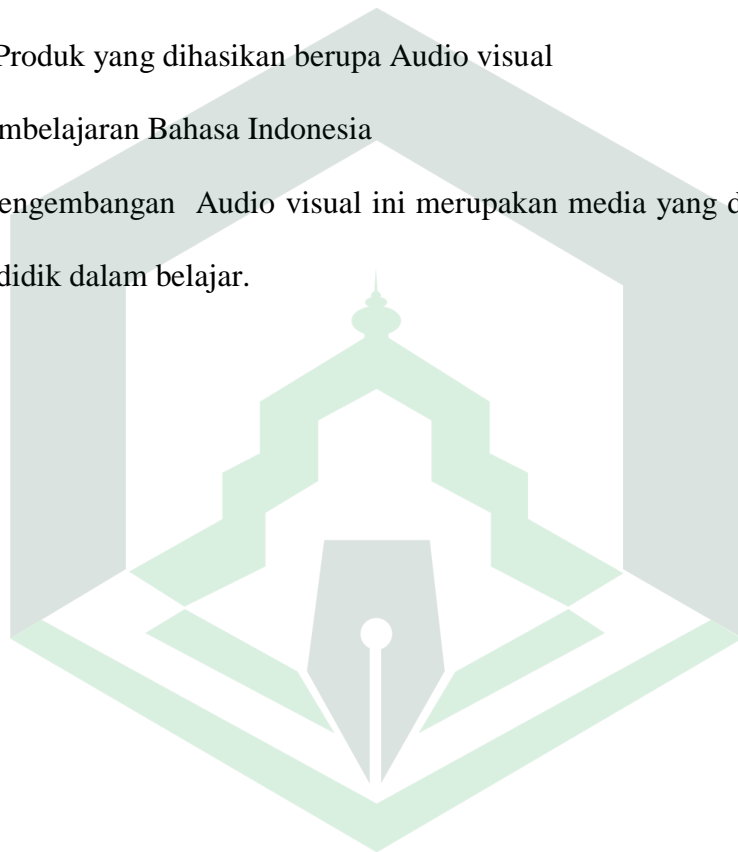 Produk yang dihasikan berupa Audio visual
mbelajaran Bahasa Indonesia
engembangan Audio visual ini merupakan media yang d
didik dalam belajar.